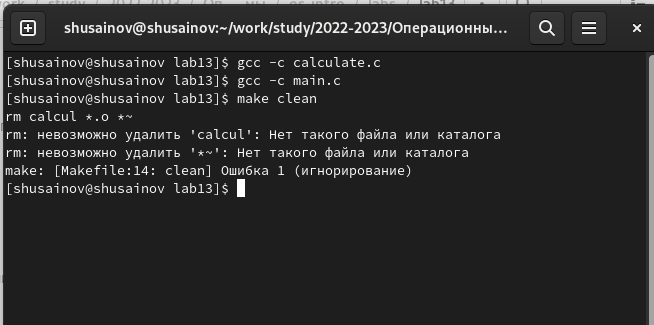 shusainov@shusainov:~/work/study/2022-2023/Операционны...
[shusainov@shusainov lab13]$ gcc -c calculate.c
[shusainov@shusainov lab13]$ gcc -c main.c
[shusainov@shusainov lab13]$ make clean
rm calcul *.o *~
rm: невозможно удалить 'calcul': Нет такого файла или каталога
rm: невозможно удалить '*~': Нет такого файла или каталога
make: [Makefile:14: clean] Ошибка 1 (игнорирование)
[shusainov@shusainov lab13]$